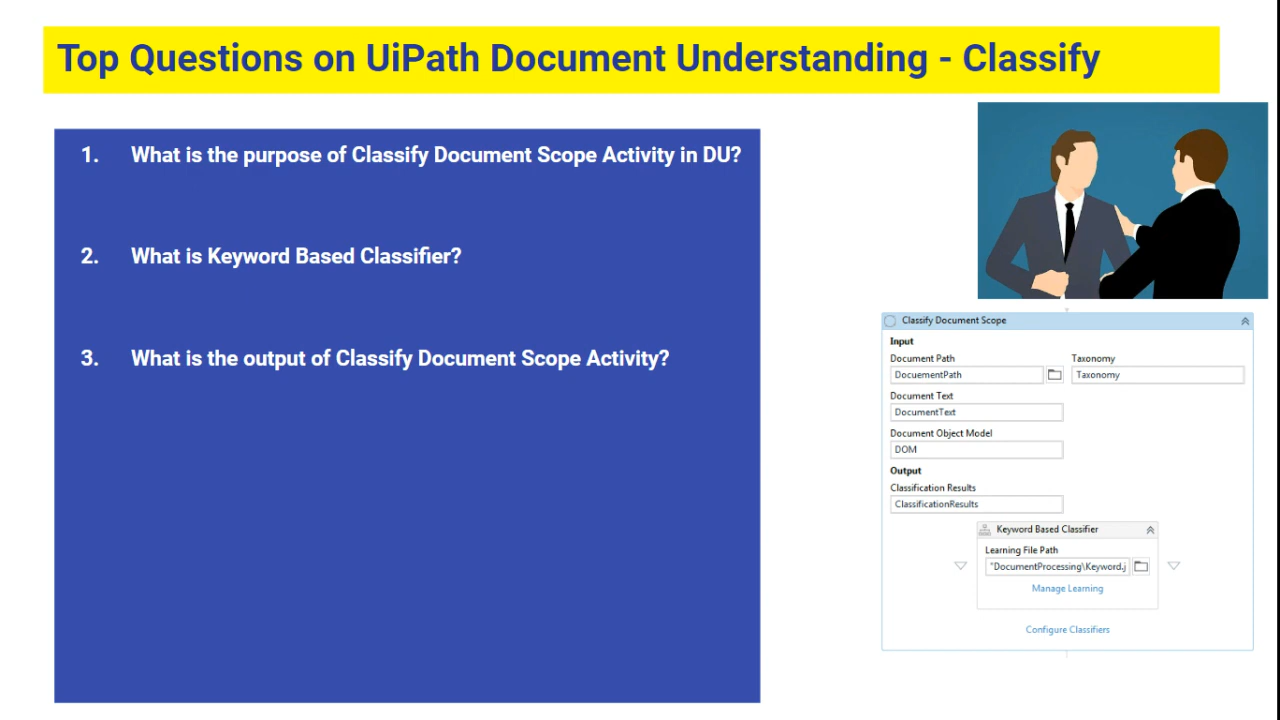 Top Questions on UiPath Document Understanding - Classify
1. What is the purpose of Classify Document Scope Activity in DU?
2. What is Keyword Based Classifier?
3. What is the output of Classify Document Scope Activity?
Classify Document Scope
Input
Document Path Taxonomy
DocuementPath Taxonomy
Document Text
DocumentText
Document Object Model
DOM
Output
Classification Results
ClassificationResults
Keyword Based Classifier
Learning File Path
"DocumentProcessing\Keyword.j
Manage Learning
Configure Classifiers